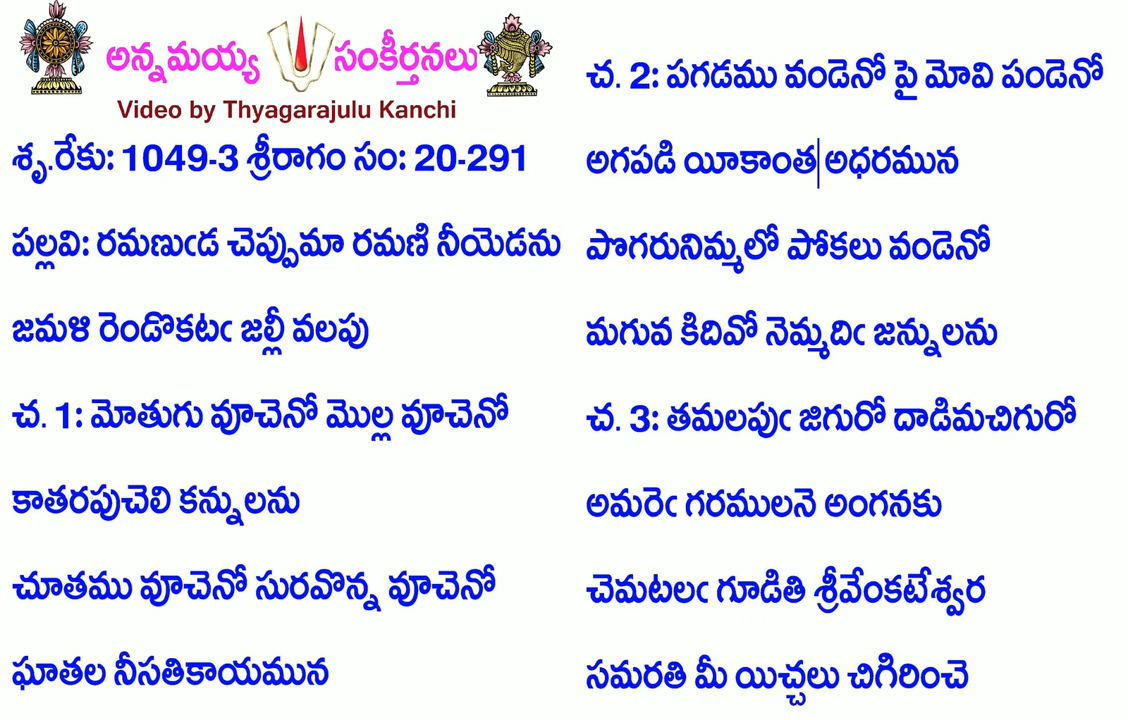 అన్నమయ్య సంకీర్తనలు
Video by Thyagarajulu Kanchi
శృ.రేకు: 1049-3 శ్రీరాగం సం: 20-291
పల్లవి: రమణుఁడ చెప్పుమా రమణి నీయెడను
జమళి రెండొకటఁ జల్లీ వలపు
చ. 1: మోతుగు వూచెనో మొల్ల వూచెనో
కాతరపుచెలి కన్నులను
చూతము వూచెనో సురవొన్న వూచెనో
ఘాతల నీసతికాయమున
చ. 2: పగడము వండెనో పై మోవి పండెనో
అగపడి యీకాంత అధరమున
పొగరునిమ్మలో పోకలు వండెనో
మగువ కిదివో నెమ్మదిఁ జన్నులను
చ. 3: తమలపుఁ జిగురో దాడిమచిగురో
అమరెఁ గరములనె అంగనకు
చెమటలఁ గూడితి శ్రీవేంకటేశ్వర
సమరతి మీ యిచ్చలు చిగిరించె